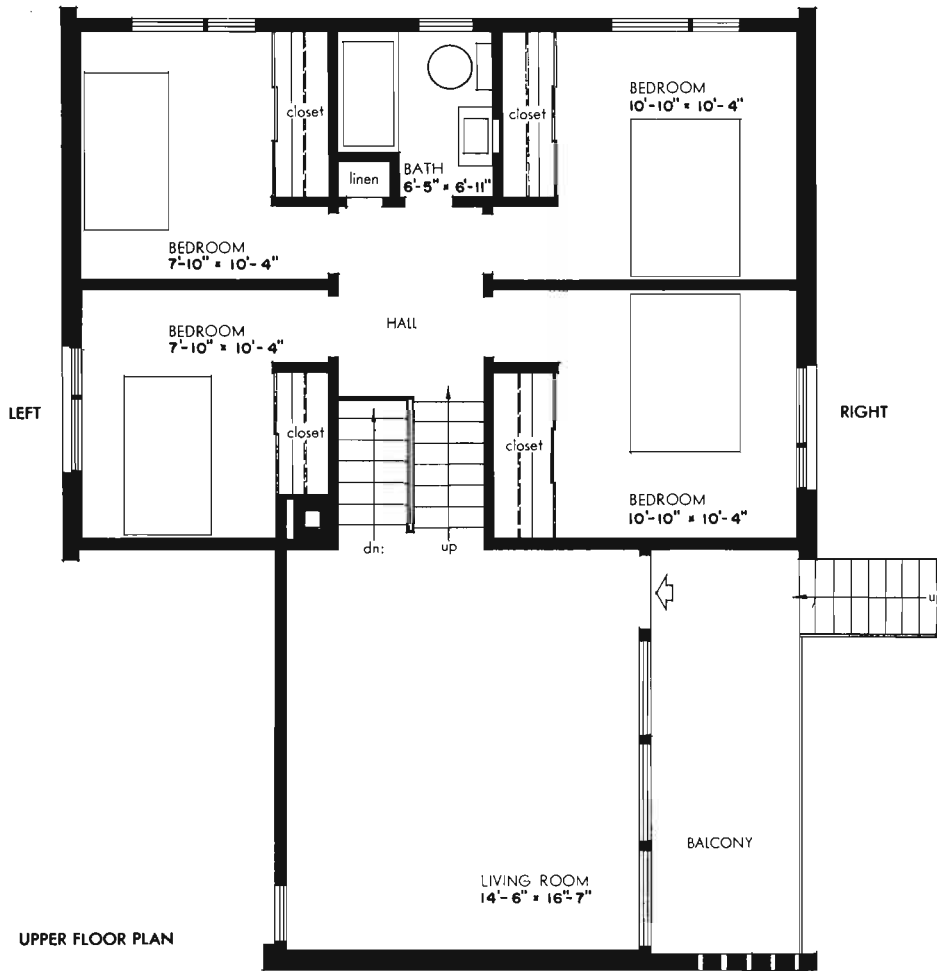 closet
closet
BEDROOM
10'-10" × 10'-4"
linen
BATH
6'-5" × 6'-11"
BEDROOM
7'-10" × 10'-4"
BEDROOM
7'-10" × 10'-4"
HALL
LEFT
RIGHT
closet
closet
BEDROOM
10'-10" × 10'-4"
dn:
up
BALCONY
LIVING ROOM
14'-6" × 16'-7"
UPPER FLOOR PLAN